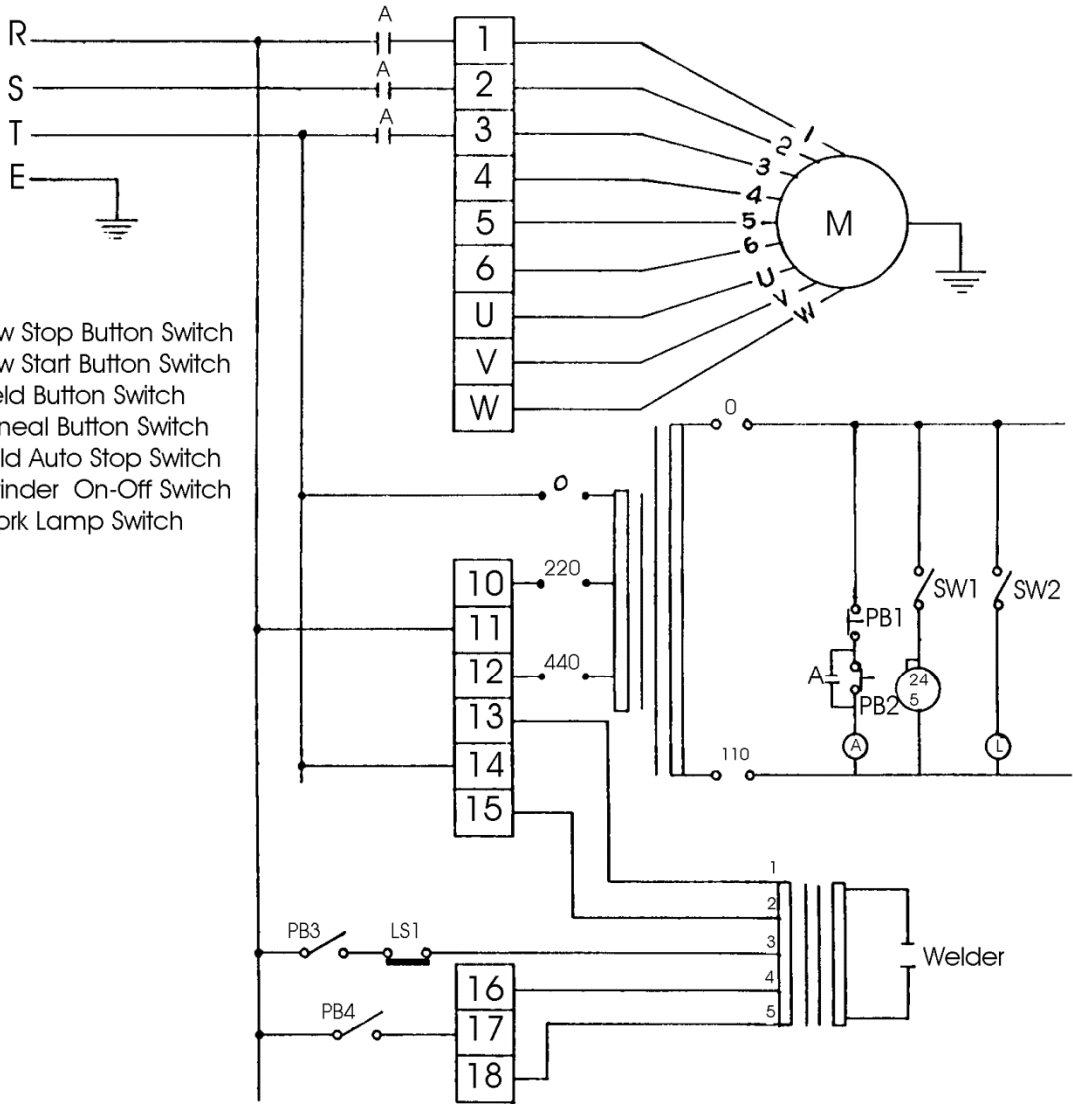 A
R
1
A
S
2
A
T
3
E
4
5
6
U
V
W
1
2
3
4
5
6
U
V
W
M
w Stop Button Switch
w Start Button Switch
eld Button Switch
neal Button Switch
ld Auto Stop Switch
inder On-Off Switch
ork Lamp Switch
0
220
440
10
11
12
13
14
15
0
110
PB1
A
PB2
A
SW1
24
5
SW2
L
PB3
LS1
PB4
16
17
18
1
2
3
4
5
Welder